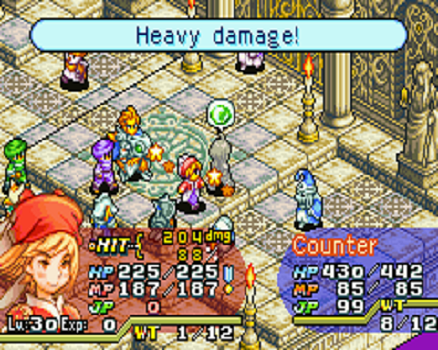 Heavy damage!
HIT 204dmg
88%
HP 225/225
MP 187/187
JP 0
Lv.30 Exp. 0
WT 1/12
Counter
HP 430/442
MP 85/85
JP 99
WT 8/12